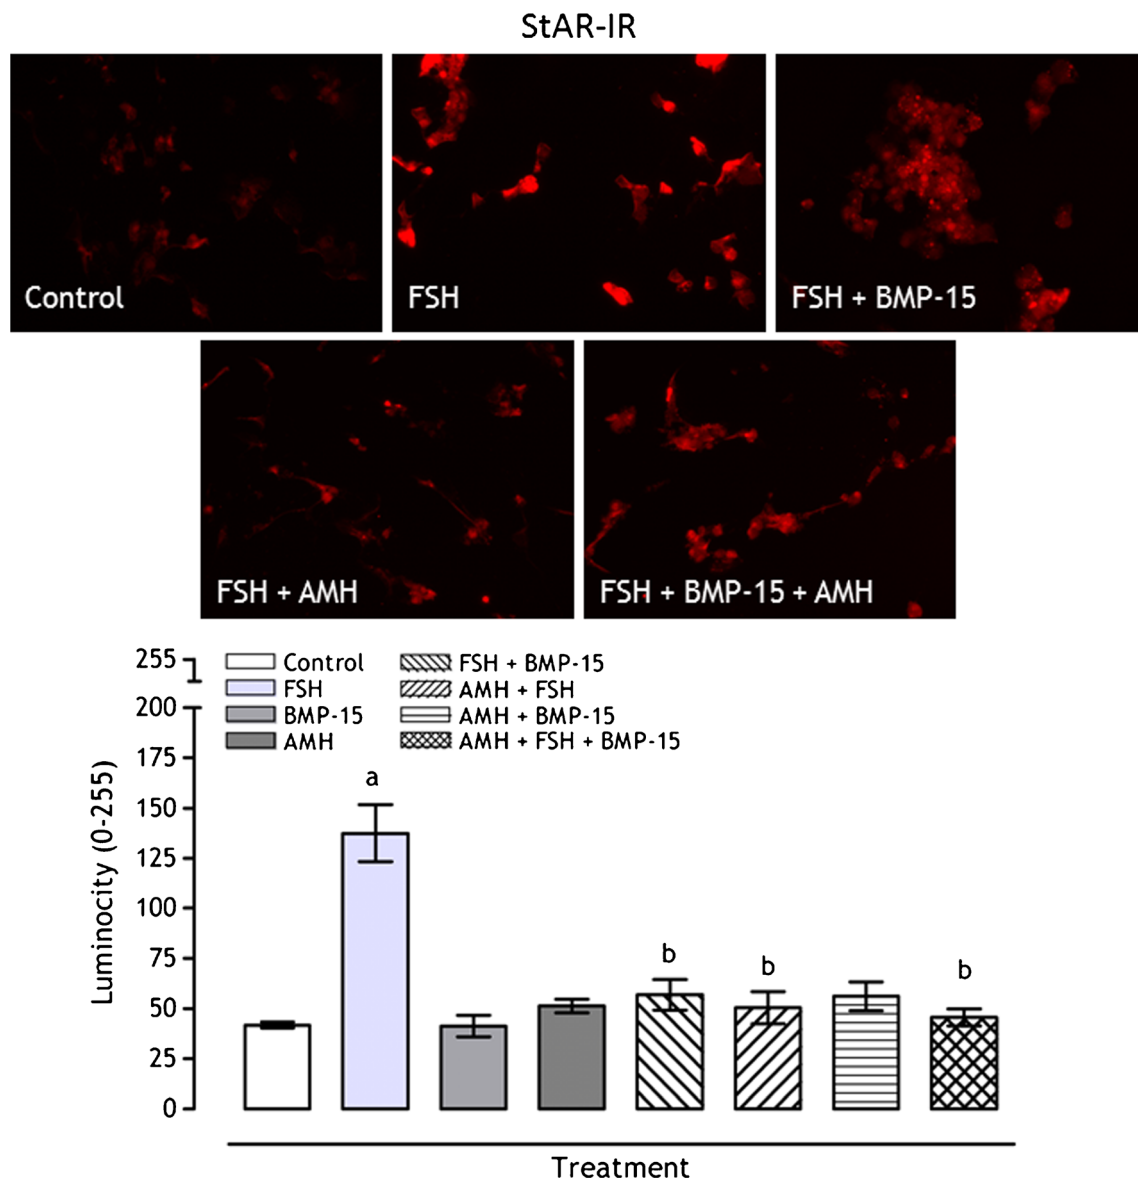 StAR-IR
Control
FSH
FSH + BMP-15
FSH + AMH
FSH + BMP-15 + AMH
255
200
175
150
125
100
75
50
25
0
Luminocity (0-255)
Control
FSH
BMP-15
AMH
FSH + BMP-15
AMH + FSH
AMH + BMP-15
AMH + FSH + BMP-15
a
b
b
b
Treatment